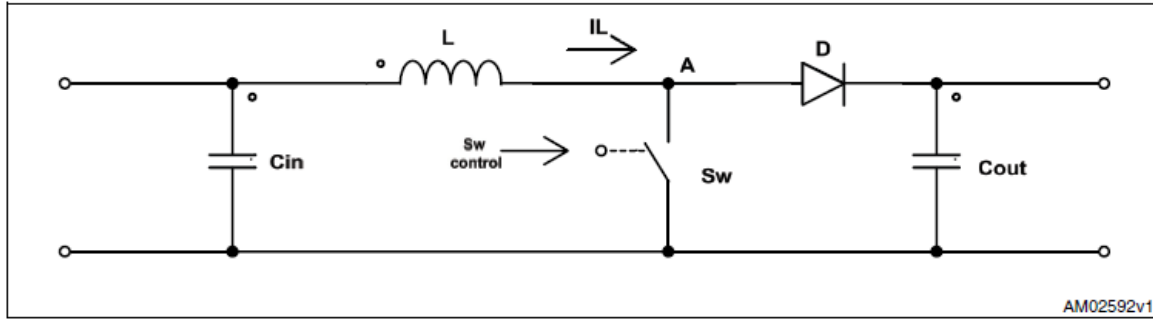 L
IL
A
D
Cin
Sw
control
Sw
Cout
AM02592v1